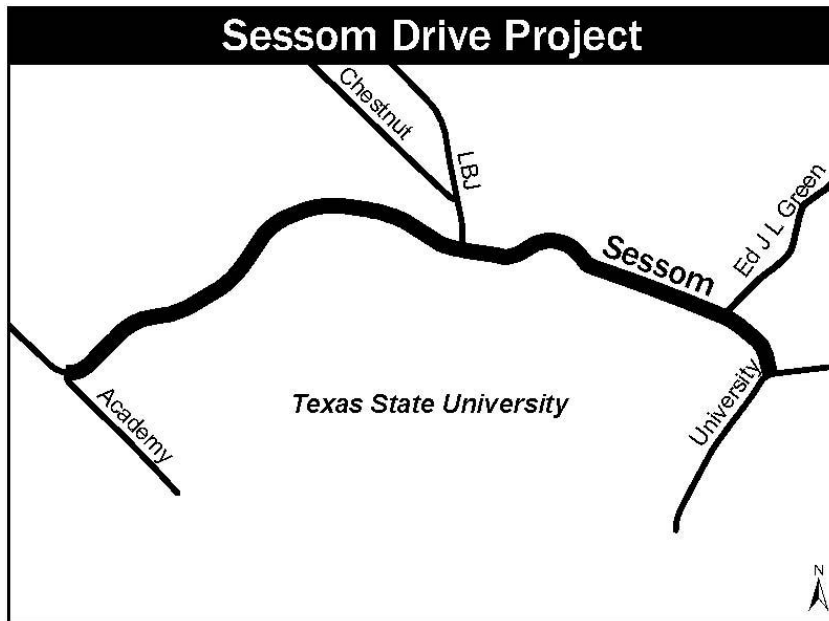 Sessom Drive Project
Chestnut
LBJ
Ed J L Green
Sessom
Academy
Texas State University
University
N